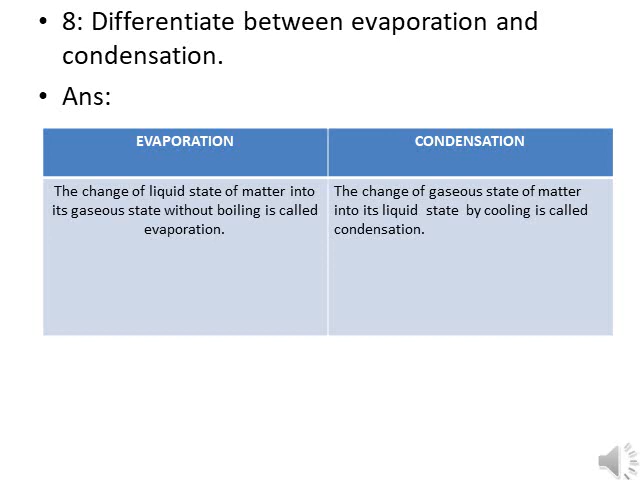 • 8: Differentiate between evaporation and
condensation.
• Ans:
EVAPORATION
CONDENSATION
The change of liquid state of matter into
its gaseous state without boiling is called
evaporation.
The change of gaseous state of matter
into its liquid state by cooling is called
condensation.